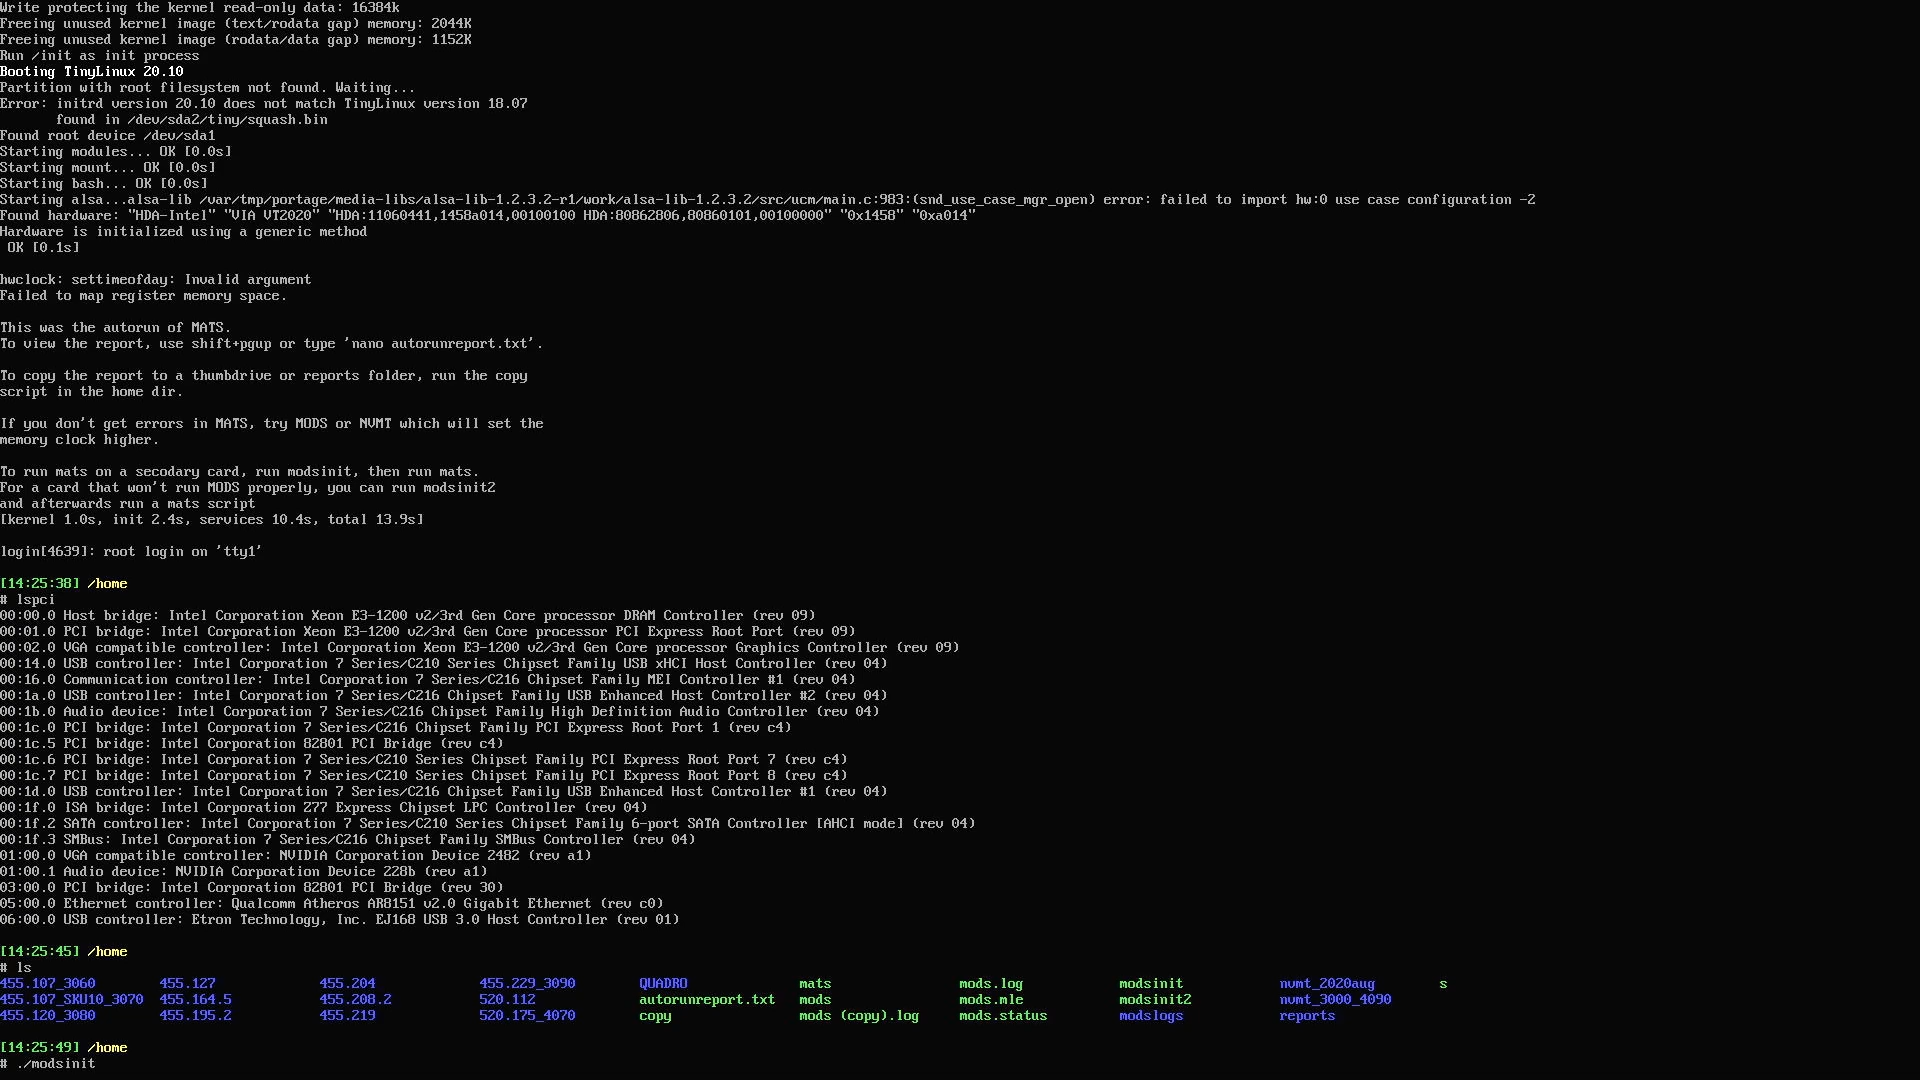 Write protecting the kernel read-only data: 16384k
Freeing unused kernel image (text/rodata gap) memory: 2044K
Freeing unused kernel image (rodata/data gap) memory: 1152K
Run /init as init process
Booting TinyLinux 20.10
Partition with root filesystem not found. Waiting...
Error: initrd version 20.10 does not match TinyLinux version 18.07
found in /dev/sda2/tiny/squash.bin
Found root device /dev/sda1
Starting modules... OK [0.0s]
Starting mount... OK [0.0s]
Starting bash... OK [0.0s]
Starting alsa...alsa-lib /var/tmp/portage/media-libs/alsa-lib-1.2.3.2-r1/work/alsa-lib-1.2.3.2/src/ucm/main.c:983:(snd_use_case_mgr_open) error: failed to import hw:0 use case configuration -2
Found hardware: "HDA-Intel" "VIA VT2020" "HDA:11060441,1458a014,00100100 HDA:80862806,80860101,00100000" "0x1458" "0xa014"
Hardware is initialized using a generic method
OK [0.1s]
hwclock: settimeofday: Invalid argument
Failed to map register memory space.
This was the autorun of MATS.
To view the report, use shift+pgup or type 'nano autorunreport.txt'.
To copy the report to a thumbdrive or reports folder, run the copy
script in the home dir.
If you don't get errors in MATS, try MODS or NVMT which will set the
memory clock higher.
To run mats on a secodary card, run modsinit, then run mats.
For a card that won't run MODS properly, you can run modsinit2
and afterwards run a mats script
[kernel 1.0s, init 2.4s, services 10.4s, total 13.9s]
login[4639]: root login on 'tty1'
[14:25:38] /home
# lspci
00:00.0 Host bridge: Intel Corporation Xeon E3-1200 v2/3rd Gen Core processor DRAM Controller (rev 09)
00:01.0 PCI bridge: Intel Corporation Xeon E3-1200 v2/3rd Gen Core processor PCI Express Root Port (rev 09)
00:02.0 VGA compatible controller: Intel Corporation Xeon E3-1200 v2/3rd Gen Core processor Graphics Controller (rev 09)
00:14.0 USB controller: Intel Corporation 7 Series/C210 Series Chipset Family USB xHCI Host Controller (rev 04)
00:16.0 Communication controller: Intel Corporation 7 Series/C216 Chipset Family MEI Controller #1 (rev 04)
00:1a.0 USB controller: Intel Corporation 7 Series/C216 Chipset Family USB Enhanced Host Controller #2 (rev 04)
00:1b.0 Audio device: Intel Corporation 7 Series/C216 Chipset Family High Definition Audio Controller (rev 04)
00:1c.0 PCI bridge: Intel Corporation 7 Series/C216 Chipset Family PCI Express Root Port 1 (rev c4)
00:1c.5 PCI bridge: Intel Corporation 82801 PCI Bridge (rev c4)
00:1c.6 PCI bridge: Intel Corporation 7 Series/C210 Series Chipset Family PCI Express Root Port 7 (rev c4)
00:1c.7 PCI bridge: Intel Corporation 7 Series/C210 Series Chipset Family PCI Express Root Port 8 (rev c4)
00:1d.0 USB controller: Intel Corporation 7 Series/C216 Chipset Family USB Enhanced Host Controller #1 (rev 04)
00:1f.0 ISA bridge: Intel Corporation Z77 Express Chipset LPC Controller (rev 04)
00:1f.2 SATA controller: Intel Corporation 7 Series/C210 Series Chipset Family 6-port SATA Controller [AHCI mode] (rev 04)
00:1f.3 SMBus: Intel Corporation 7 Series/C216 Chipset Family SMBus Controller (rev 04)
01:00.0 VGA compatible controller: NVIDIA Corporation Device 2482 (rev a1)
01:00.1 Audio device: NVIDIA Corporation Device 228b (rev a1)
03:00.0 PCI bridge: Intel Corporation 82801 PCI Bridge (rev 30)
05:00.0 Ethernet controller: Qualcomm Atheros AR8151 v2.0 Gigabit Ethernet (rev c0)
06:00.0 USB controller: Etron Technology, Inc. EJ168 USB 3.0 Host Controller (rev 01)
[14:25:45] /home
# ls
455.107_3060 455.127 455.204 455.229_3090 QUADRO mats mods.log modsinit nvmt_2020aug s
455.107_SKU10_3070 455.164.5 455.208.2 520.112 autorunreport.txt mods mods.mle modsinit2 nvmt_3000_4090
455.120_3080 455.195.2 455.219 520.175_4070 copy mods (copy).log mods.status modslogs reports
[14:25:49] /home
# ./modsinit